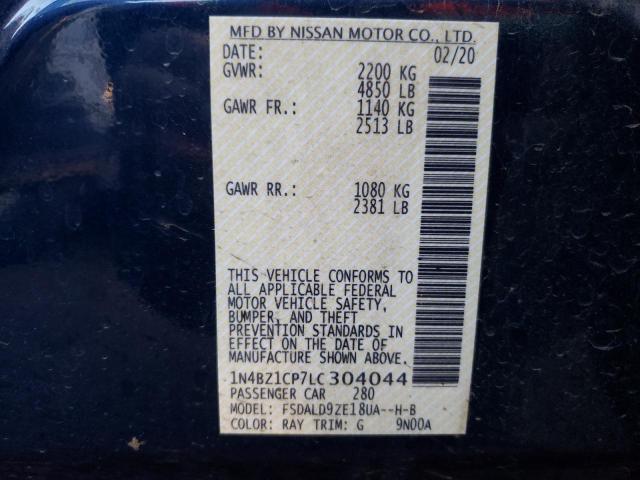 MFD BY NISSAN MOTOR CO., LTD.
DATE: 02/20
GVWR: 2200 KG
4850 LB
GAWR FR.: 1140 KG
2513 LB
GAWR RR.: 1080 KG
2381 LB
THIS VEHICLE CONFORMS TO
ALL APPLICABLE FEDERAL
MOTOR VEHICLE SAFETY,
BUMPER, AND THEFT
PREVENTION STANDARDS IN
EFFECT ON THE DATE OF
MANUFACTURE SHOWN ABOVE.
1N4BZ1CP7LC304044
PASSENGER CAR 280
MODEL: FSDALD9ZE18UA--H-B
COLOR: RAY TRIM: G 9N00A